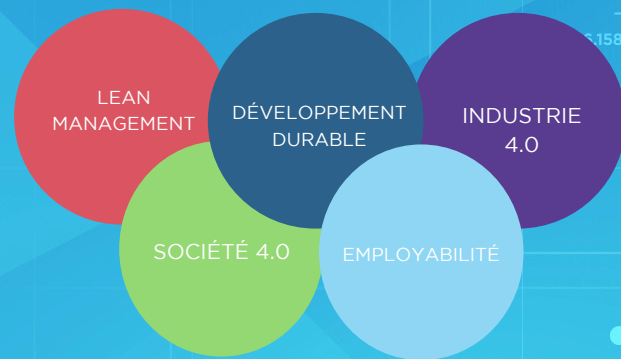 LEAN
MANAGEMENT
DÉVELOPPEMENT
DURABLE
INDUSTRIE
4.0
SOCIÉTÉ 4.0
EMPLOYABILITÉ